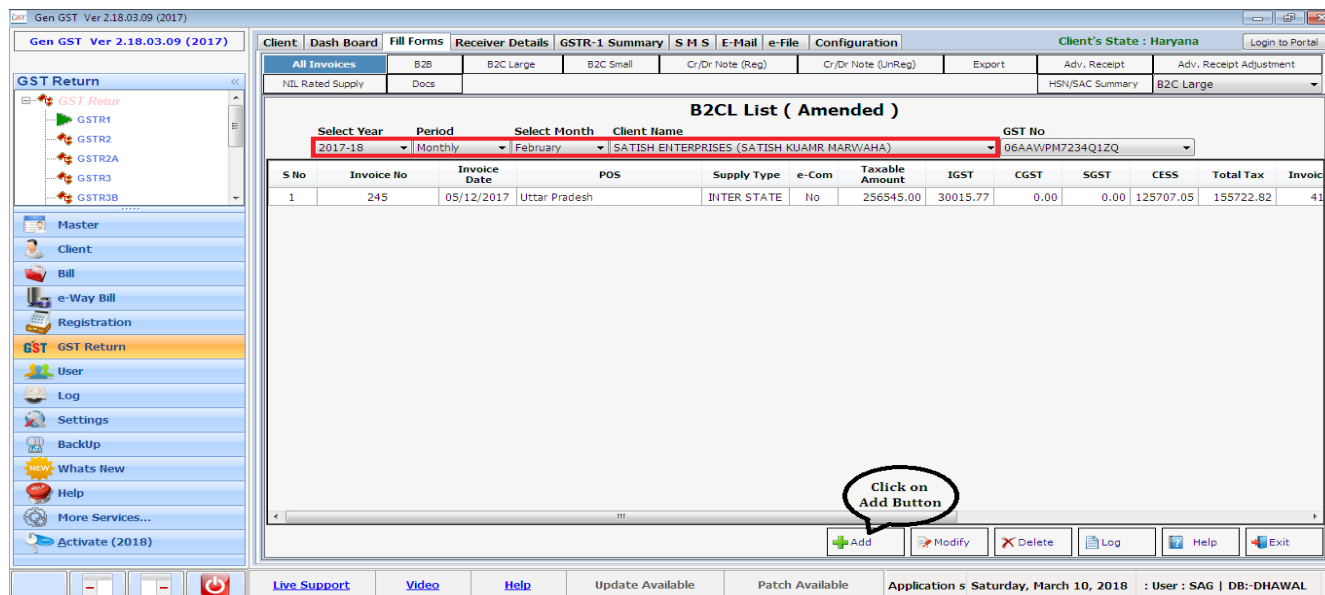 GST Gen GST Ver 2.18.03.09 (2017)
Gen GST Ver 2.18.03.09 (2017)
Client Dash Board Fill Forms Receiver Details GSTR-1 Summary S M S E-Mail e-File Configuration Client's State : Haryana Login to Portal
All Invoices B2B B2C Large B2C Small Cr/Dr Note (Reg) Cr/Dr Note (UnReg) Export Adv. Receipt Adv. Receipt Adjustment
NIL Rated Supply Docs HSN/SAC Summary B2C Large
GST Return
GST Retur
GSTR1
GSTR2
GSTR2A
GSTR3
GSTR3B
Master
Client
Bill
e-Way Bill
Registration
GST GST Return
User
Log
Settings
BackUp
NEW Whats New
Help
More Services...
Activate (2018)
B2CL List ( Amended )
Select Year Period Select Month Client Name GST No
2017-18 Monthly February SATISH ENTERPRISES (SATISH KUAMR MARWAHA) 06AAWPM7234Q1ZQ
S No Invoice No Invoice Date POS Supply Type e-Com Taxable Amount IGST CGST SGST CESS Total Tax Invoic
1 245 05/12/2017 Uttar Pradesh INTER STATE No 256545.00 30015.77 0.00 0.00 125707.05 155722.82 41
Click on
Add Button
Add Modify Delete Log Help Exit
Live Support Video Help Update Available Patch Available Application s Saturday, March 10, 2018 : User : SAG | DB:-DHAWAL